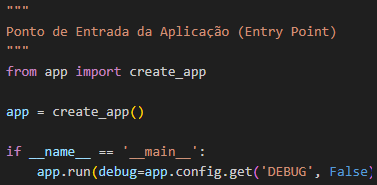 """
Ponto de Entrada da Aplicação (Entry Point)
"""
from app import create_app
app = create_app()
if __name__ == '__main__':
app.run(debug=app.config.get('DEBUG', False)